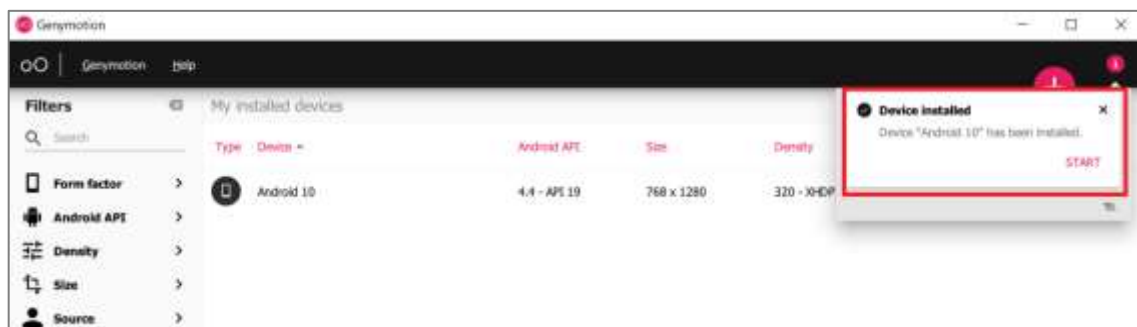 Genymotion
Genymotion Help
Filters
Search
Form factor
Android API
Density
Size
Source
My installed devices
Type Device Android API Size Density
Android 10 4.4 - API 19 768 x 1280 320 - XHDP
1
Device installed
Device "Android 10" has been installed.
START